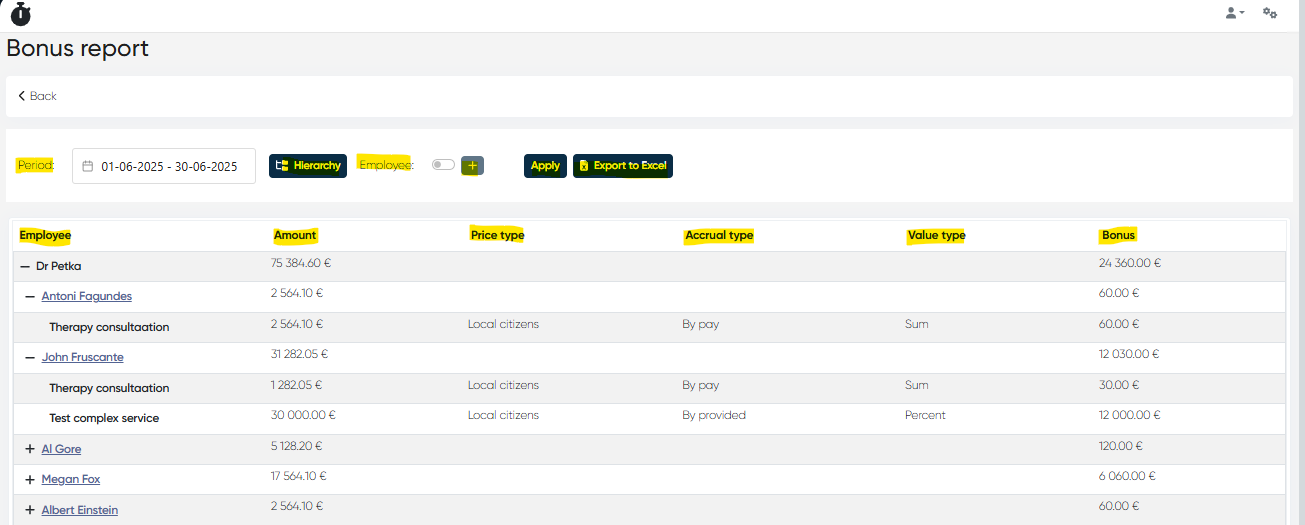 Bonus report
Back
Period: 01-06-2025 - 30-06-2025 Hierarchy Employee: + Apply Export to Excel
Employee Amount Price type Accrual type Value type Bonus
— Dr Petka 75 384.60 € 24 360.00 €
— Antoni Fagundes 2 564.10 € 60.00 €
Therapy consultaation 2 564.10 € Local citizens By pay Sum 60.00 €
— John Fruscante 31 282.05 € 12 030.00 €
Therapy consultaation 1 282.05 € Local citizens By pay Sum 30.00 €
Test complex service 30 000.00 € Local citizens By provided Percent 12 000.00 €
+ Al Gore 5 128.20 € 120.00 €
+ Megan Fox 17 564.10 € 6 060.00 €
+ Albert Einstein 2 564.10 € 60.00 €